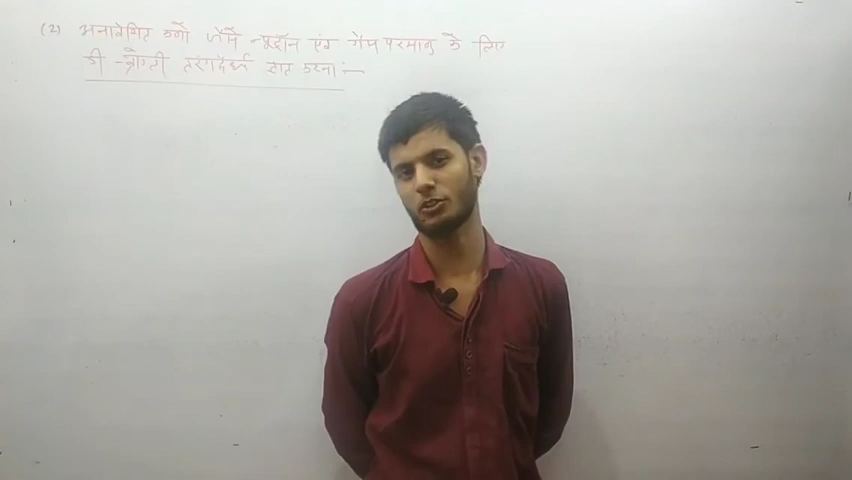 (2) अनावेशित कणों जैसे -न्यूट्रॉन एवं गैस परमाणु के लिए
डी -ब्रोग्ली तरंगदैर्ध्य ज्ञात करना :—